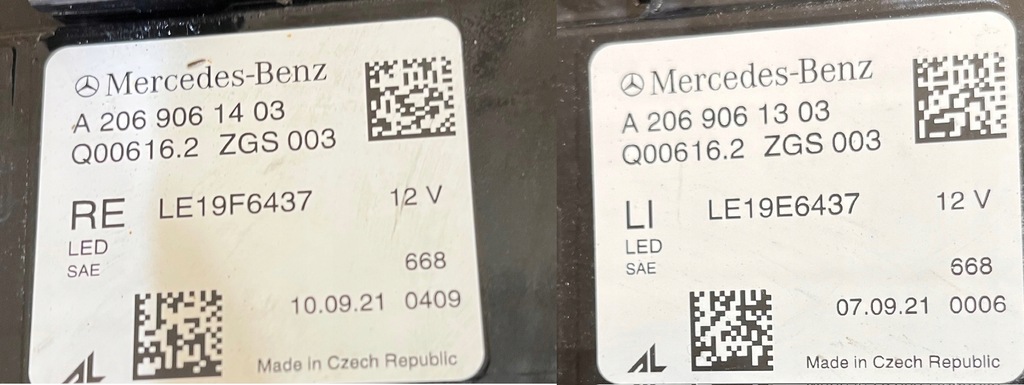 Mercedes-Benz
A 206 906 14 03
Q00616.2 ZGS 003
RE LE19F6437 12 V
LED
SAE
668
10.09.21 0409
AL
Made in Czech Republic
Mercedes-Benz
A 206 906 13 03
Q00616.2 ZGS 003
LI LE19E6437 12 V
LED
SAE
668
07.09.21 0006
AL
Made in Czech Republic